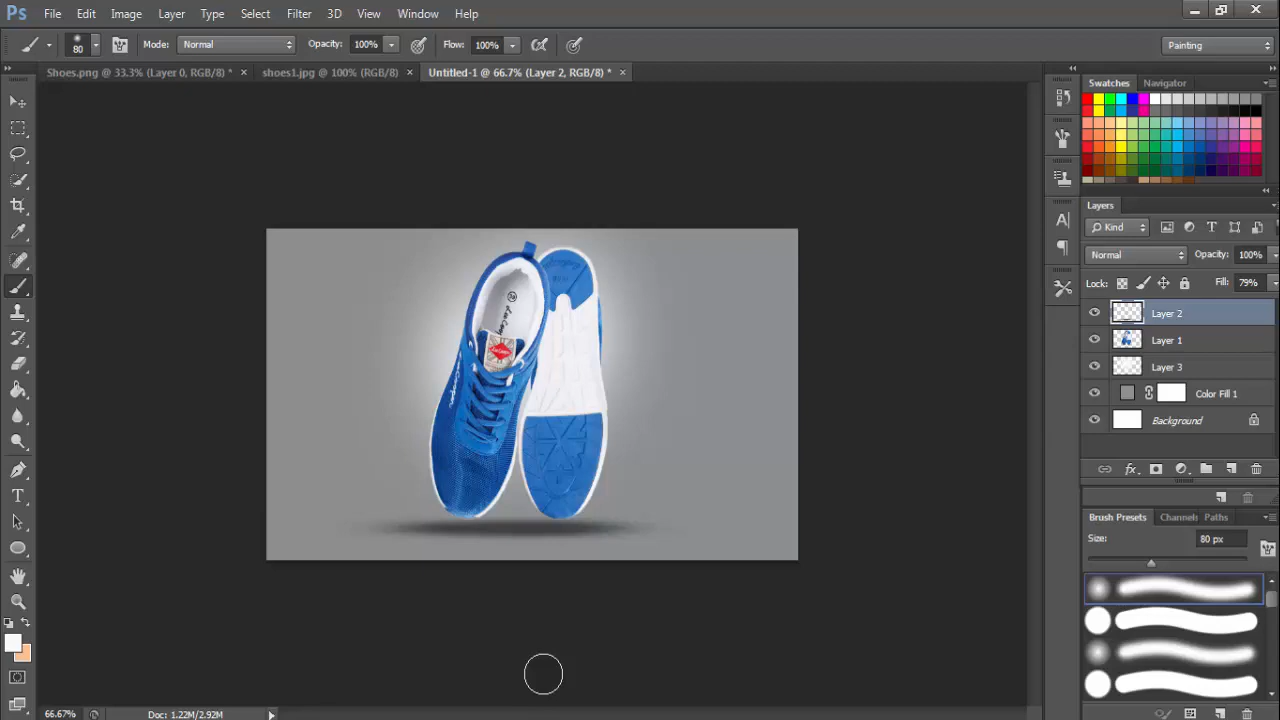 Ps File Edit Image Layer Type Select Filter 3D View Window Help
80 Mode: Normal Opacity: 100% Flow: 100% Painting
Shoes.png @ 33.3% (Layer 0, RGB/8) * × shoes1.jpg @ 100% (RGB/8) × Untitled-1 @ 66.7% (Layer 2, RGB/8) * ×
Swatches Navigator
Layers
Kind
Normal Opacity: 100%
Lock: Fill: 79%
Layer 2
Layer 1
Layer 3
Color Fill 1
Background
fx
Brush Presets Channels Paths
Size: 80 px
66.67% Doc: 1.22M/2.92M